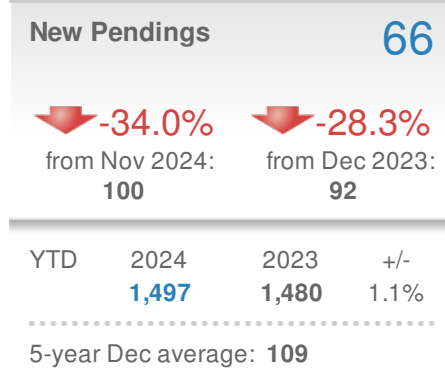 New Pendings 66
-34.0% -28.3%
from Nov 2024: from Dec 2023:
100 92
YTD 2024 2023 +/-
1,497 1,480 1.1%
5-year Dec average: 109